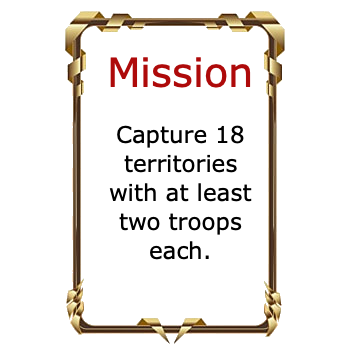 Mission
Capture 18
territories
with at least
two troops
each.